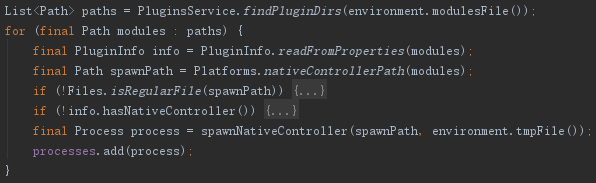 List<Path> paths = PluginsService.findPluginDirs(environment.modulesFile());
for (final Path modules : paths) {
    final PluginInfo info = PluginInfo.readFromProperties(modules);
    final Path spawnPath = Platforms.nativeControllerPath(modules);
    if (!Files.isRegularFile(spawnPath)) {...}
    if (!info.hasNativeController()) {...}
    final Process process = spawnNativeController(spawnPath, environment.tmpFile());
    processes.add(process);
}